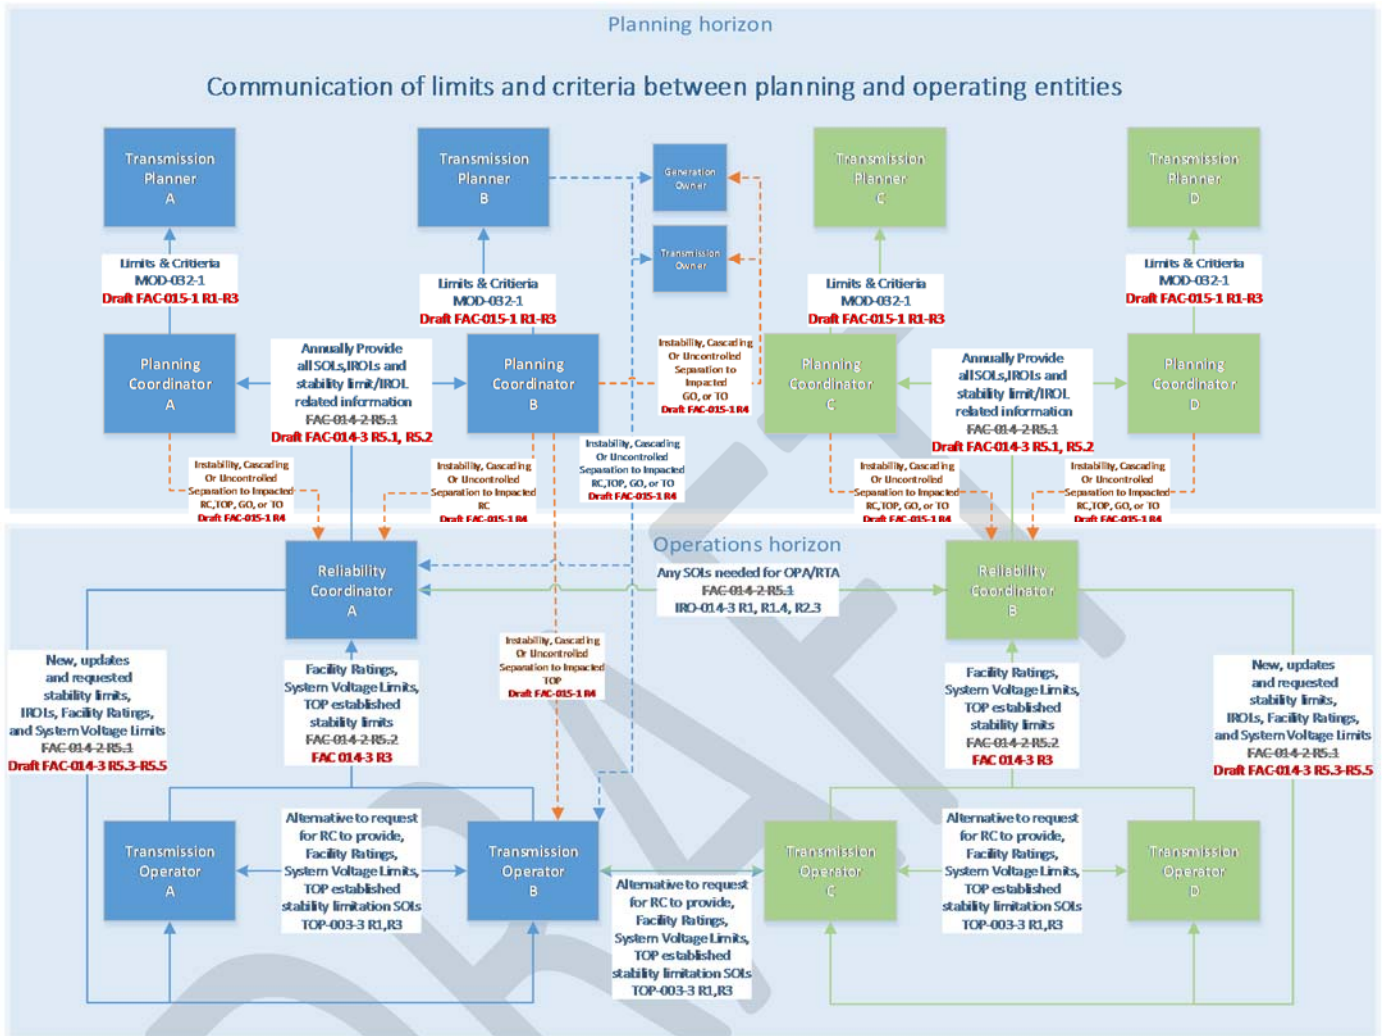 Planning horizon
Communication of limits and criteria between planning and operating entities
Transmission
Planner
A
Transmission
Planner
B
Generation
Owner
Transmission
Owner
Transmission
Planner
C
Transmission
Planner
D
Limits & Critieria
MOD-032-1
Draft FAC-015-1 R1-R3
Limits & Critieria
MOD-032-1
Draft FAC-015-1 R1-R3
Limits & Critieria
MOD-032-1
Draft FAC-015-1 R1-R3
Limits & Critieria
MOD-032-1
Draft FAC-015-1 R1-R3
Planning
Coordinator
A
Annually Provide
all SOLs,IROLs and
stability limit/IROL
related information
FAC-014-2 R5.1
Draft FAC-014-3 R5.1, R5.2
Planning
Coordinator
B
Instability, Cascading
Or Uncontrolled
Separation to
Impacted
GO, or TO
Draft FAC-015-1 R4
Planning
Coordinator
C
Annually Provide
all SOLs,IROLs and
stability limit/IROL
related information
FAC-014-2 R5.1
Draft FAC-014-3 R5.1, R5.2
Planning
Coordinator
D
Instability, Cascading
Or Uncontrolled
Separation to Impacted
RC,TOP, GO, or TO
Draft FAC-015-1 R4
Instability, Cascading
Or Uncontrolled
Separation to Impacted
RC
Draft FAC-015-1 R4
Instability, Cascading
Or Uncontrolled
Separation to Impacted
RC,TOP, GO, or TO
Draft FAC-015-1 R4
Instability, Cascading
Or Uncontrolled
Separation to Impacted
RC,TOP, GO, or TO
Draft FAC-015-1 R4
Instability, Cascading
Or Uncontrolled
Separation to Impacted
RC,TOP, GO, or TO
Draft FAC-015-1 R4
Operations horizon
Reliability
Coordinator
A
Any SOLs needed for OPA/RTA
FAC-014-2 R5.1
IRO-014-3 R1, R1.4, R2.3
Reliability
Coordinator
B
New, updates
and requested
stability limits,
IROLs, Facility Ratings,
and System Voltage Limits
FAC-014-2 R5.1
Draft FAC-014-3 R5.3-R5.5
Facility Ratings,
System Voltage Limits,
TOP established
stability limits
FAC-014-2 R5.2
FAC 014-3 R3
Instability, Cascading
Or Uncontrolled
Separation to Impacted
TOP
Draft FAC-015-1 R4
Facility Ratings,
System Voltage Limits,
TOP established
stability limits
FAC-014-2 R5.2
FAC 014-3 R3
New, updates
and requested
stability limits,
IROLs, Facility Ratings,
and System Voltage Limits
FAC-014-2 R5.1
Draft FAC-014-3 R5.3-R5.5
Transmission
Operator
A
Alternative to request
for RC to provide,
Facility Ratings,
System Voltage Limits,
TOP established
stability limitation SOLs
TOP-003-3 R1,R3
Transmission
Operator
B
Alternative to request
for RC to provide,
Facility Ratings,
System Voltage Limits,
TOP established
stability limitation SOLs
TOP-003-3 R1,R3
Transmission
Operator
C
Alternative to request
for RC to provide,
Facility Ratings,
System Voltage Limits,
TOP established
stability limitation SOLs
TOP-003-3 R1,R3
Transmission
Operator
D
DRAFT